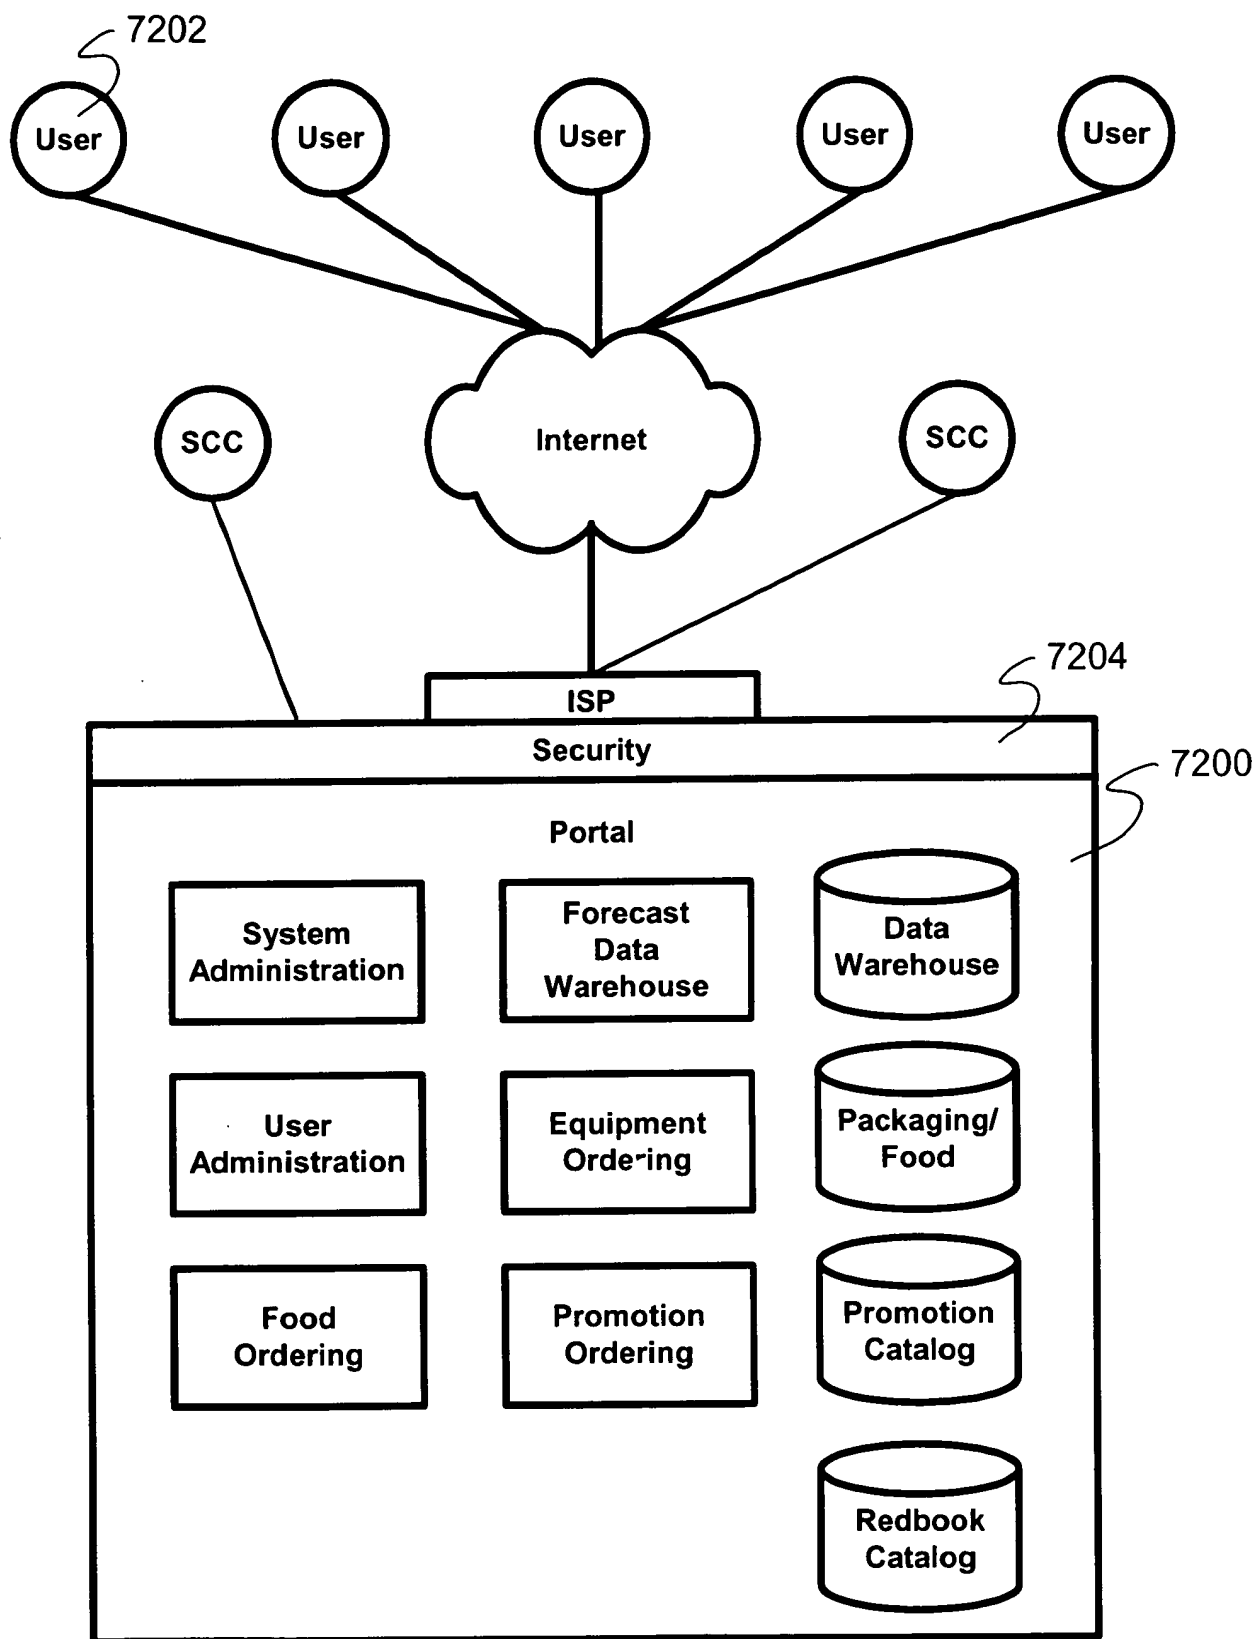 7202
User
User
User
User
User
SCC
Internet
SCC
7204
ISP
Security
7200
Portal
System
Administration
Forecast
Data
Warehouse
Data
Warehouse
User
Administration
Equipment
Ordering
Packaging/
Food
Food
Ordering
Promotion
Ordering
Promotion
Catalog
Redbook
Catalog